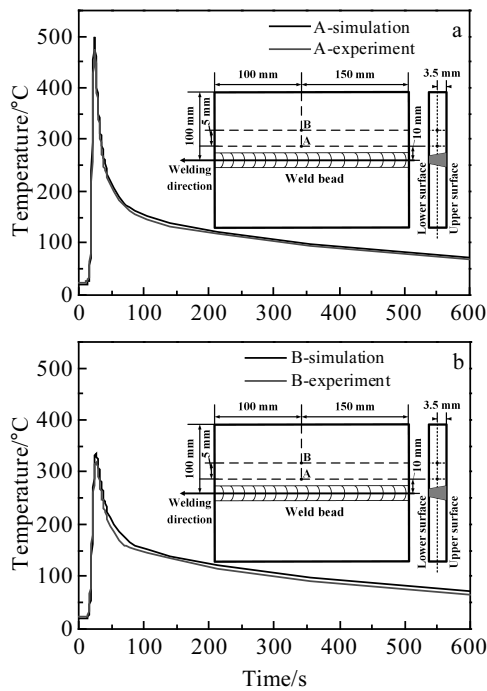 A-simulation
A-experiment
a
Temperature/°C
500
400
300
200
100
0
100 mm
150 mm
3.5 mm
100 mm
5 mm
10 mm
B
A
Welding
direction
Weld bead
Lower surface
Upper surface
0 100 200 300 400 500 600
B-simulation
B-experiment
b
Temperature/°C
500
400
300
200
100
0
100 mm
150 mm
3.5 mm
100 mm
5 mm
10 mm
B
A
Welding
direction
Weld bead
Lower surface
Upper surface
0 100 200 300 400 500 600
Time/s